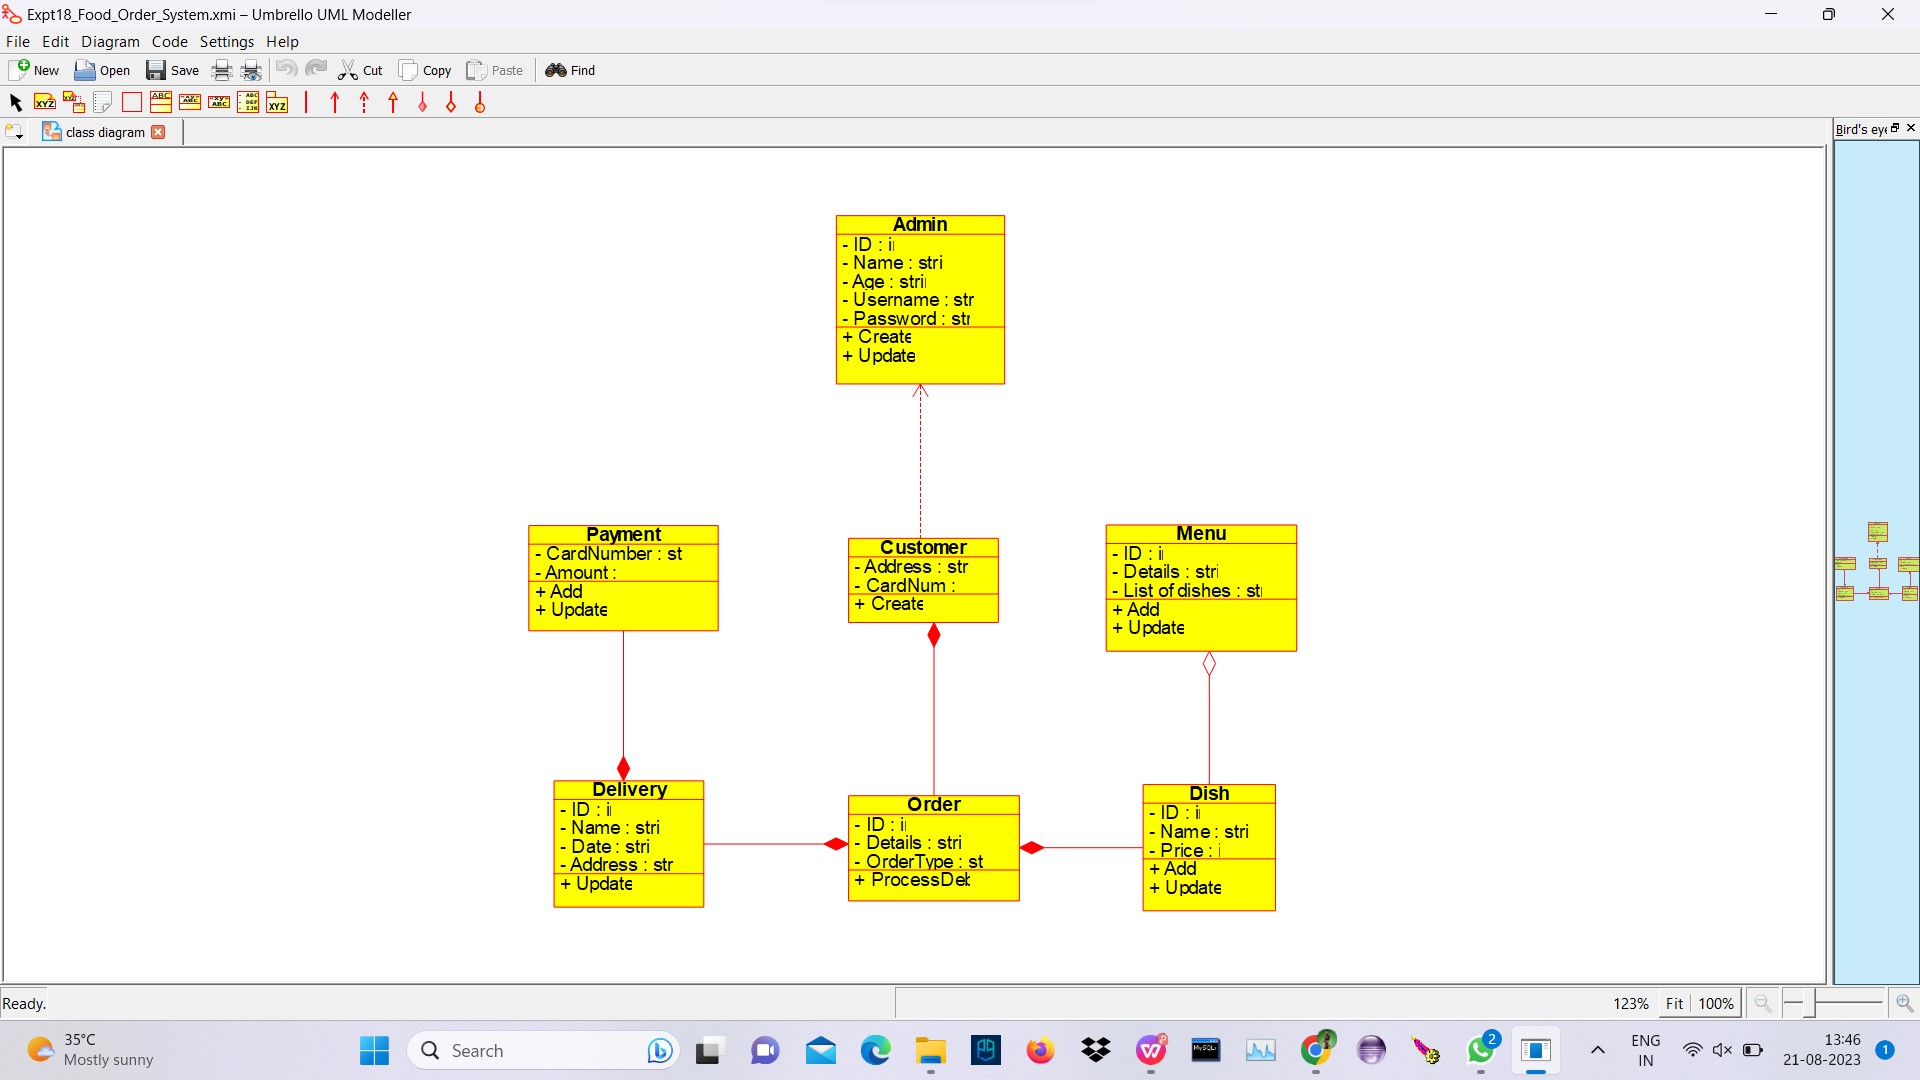 Expt18_Food_Order_System.xmi – Umbrello UML Modeller
File Edit Diagram Code Settings Help
New Open Save Cut Copy Paste Find
class diagram
Bird's eye
Admin
- ID : i
- Name : stri
- Age : stri
- Username : str
- Password : str
+ Create
+ Update
Payment
- CardNumber : st
- Amount :
+ Add
+ Update
Customer
- Address : str
- CardNum :
+ Create
Menu
- ID : i
- Details : stri
- List of dishes : st
+ Add
+ Update
Delivery
- ID : i
- Name : stri
- Date : stri
- Address : str
+ Update
Order
- ID : i
- Details : stri
- OrderType : st
+ ProcessDeb
Dish
- ID : i
- Name : stri
- Price : i
+ Add
+ Update
Ready.
123% Fit 100%
35°C
Mostly sunny
Search
2
ENG
IN
13:46
21-08-2023
1